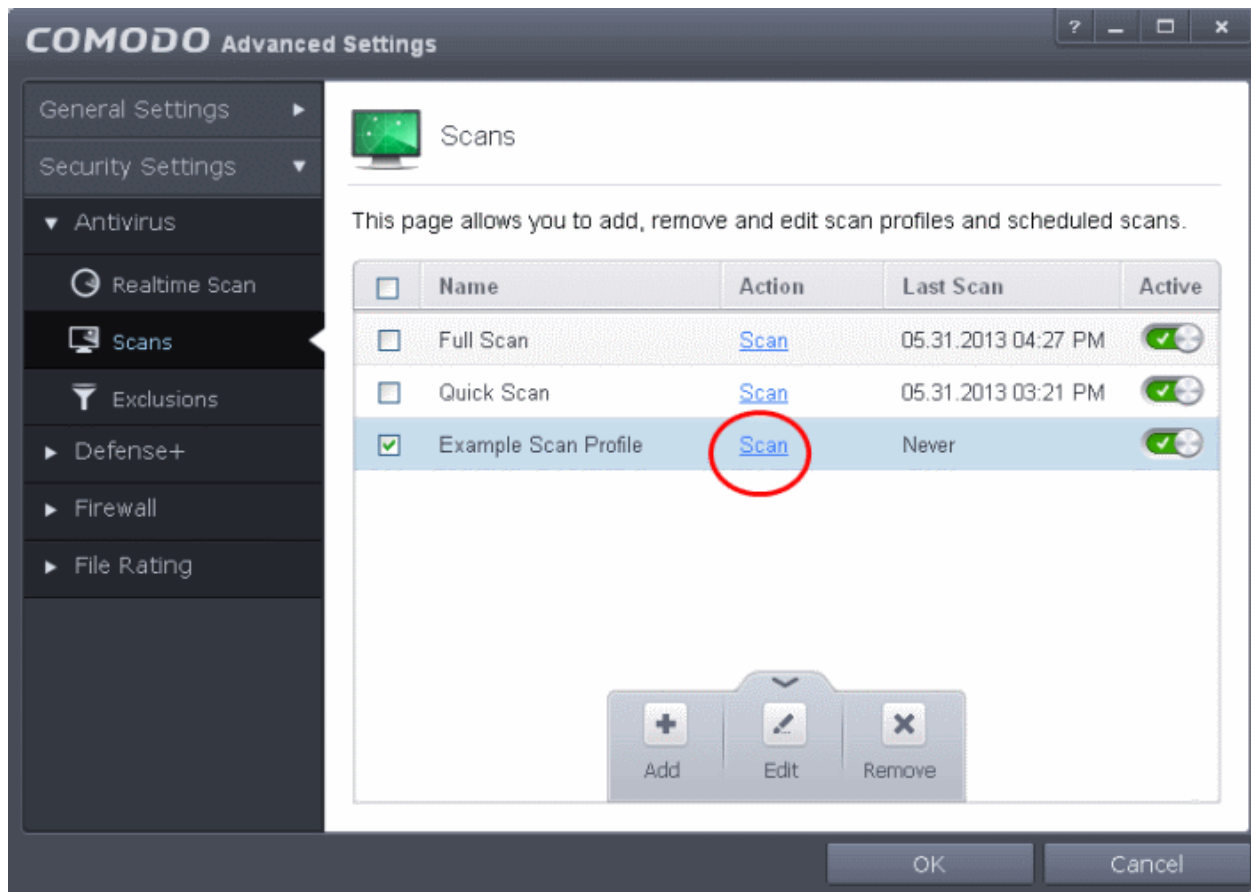 COMODO Advanced Settings
?
General Settings
Security Settings
Antivirus
Realtime Scan
Scans
Exclusions
Defense+
Firewall
File Rating
Scans
This page allows you to add, remove and edit scan profiles and scheduled scans.
Name Action Last Scan Active
Full Scan Scan 05.31.2013 04:27 PM
Quick Scan Scan 05.31.2013 03:21 PM
Example Scan Profile Scan Never
Add Edit Remove
OK Cancel